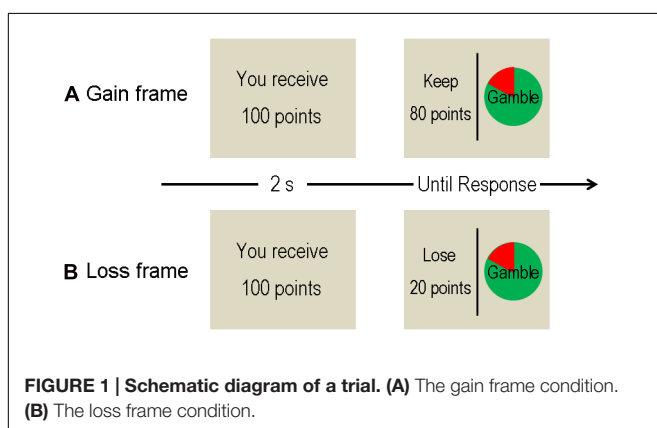 A Gain frame
You receive
100 points
Keep
80 points
Gamble
2 s
Until Response
B Loss frame
You receive
100 points
Lose
20 points
Gamble
FIGURE 1 | Schematic diagram of a trial. (A) The gain frame condition.
(B) The loss frame condition.